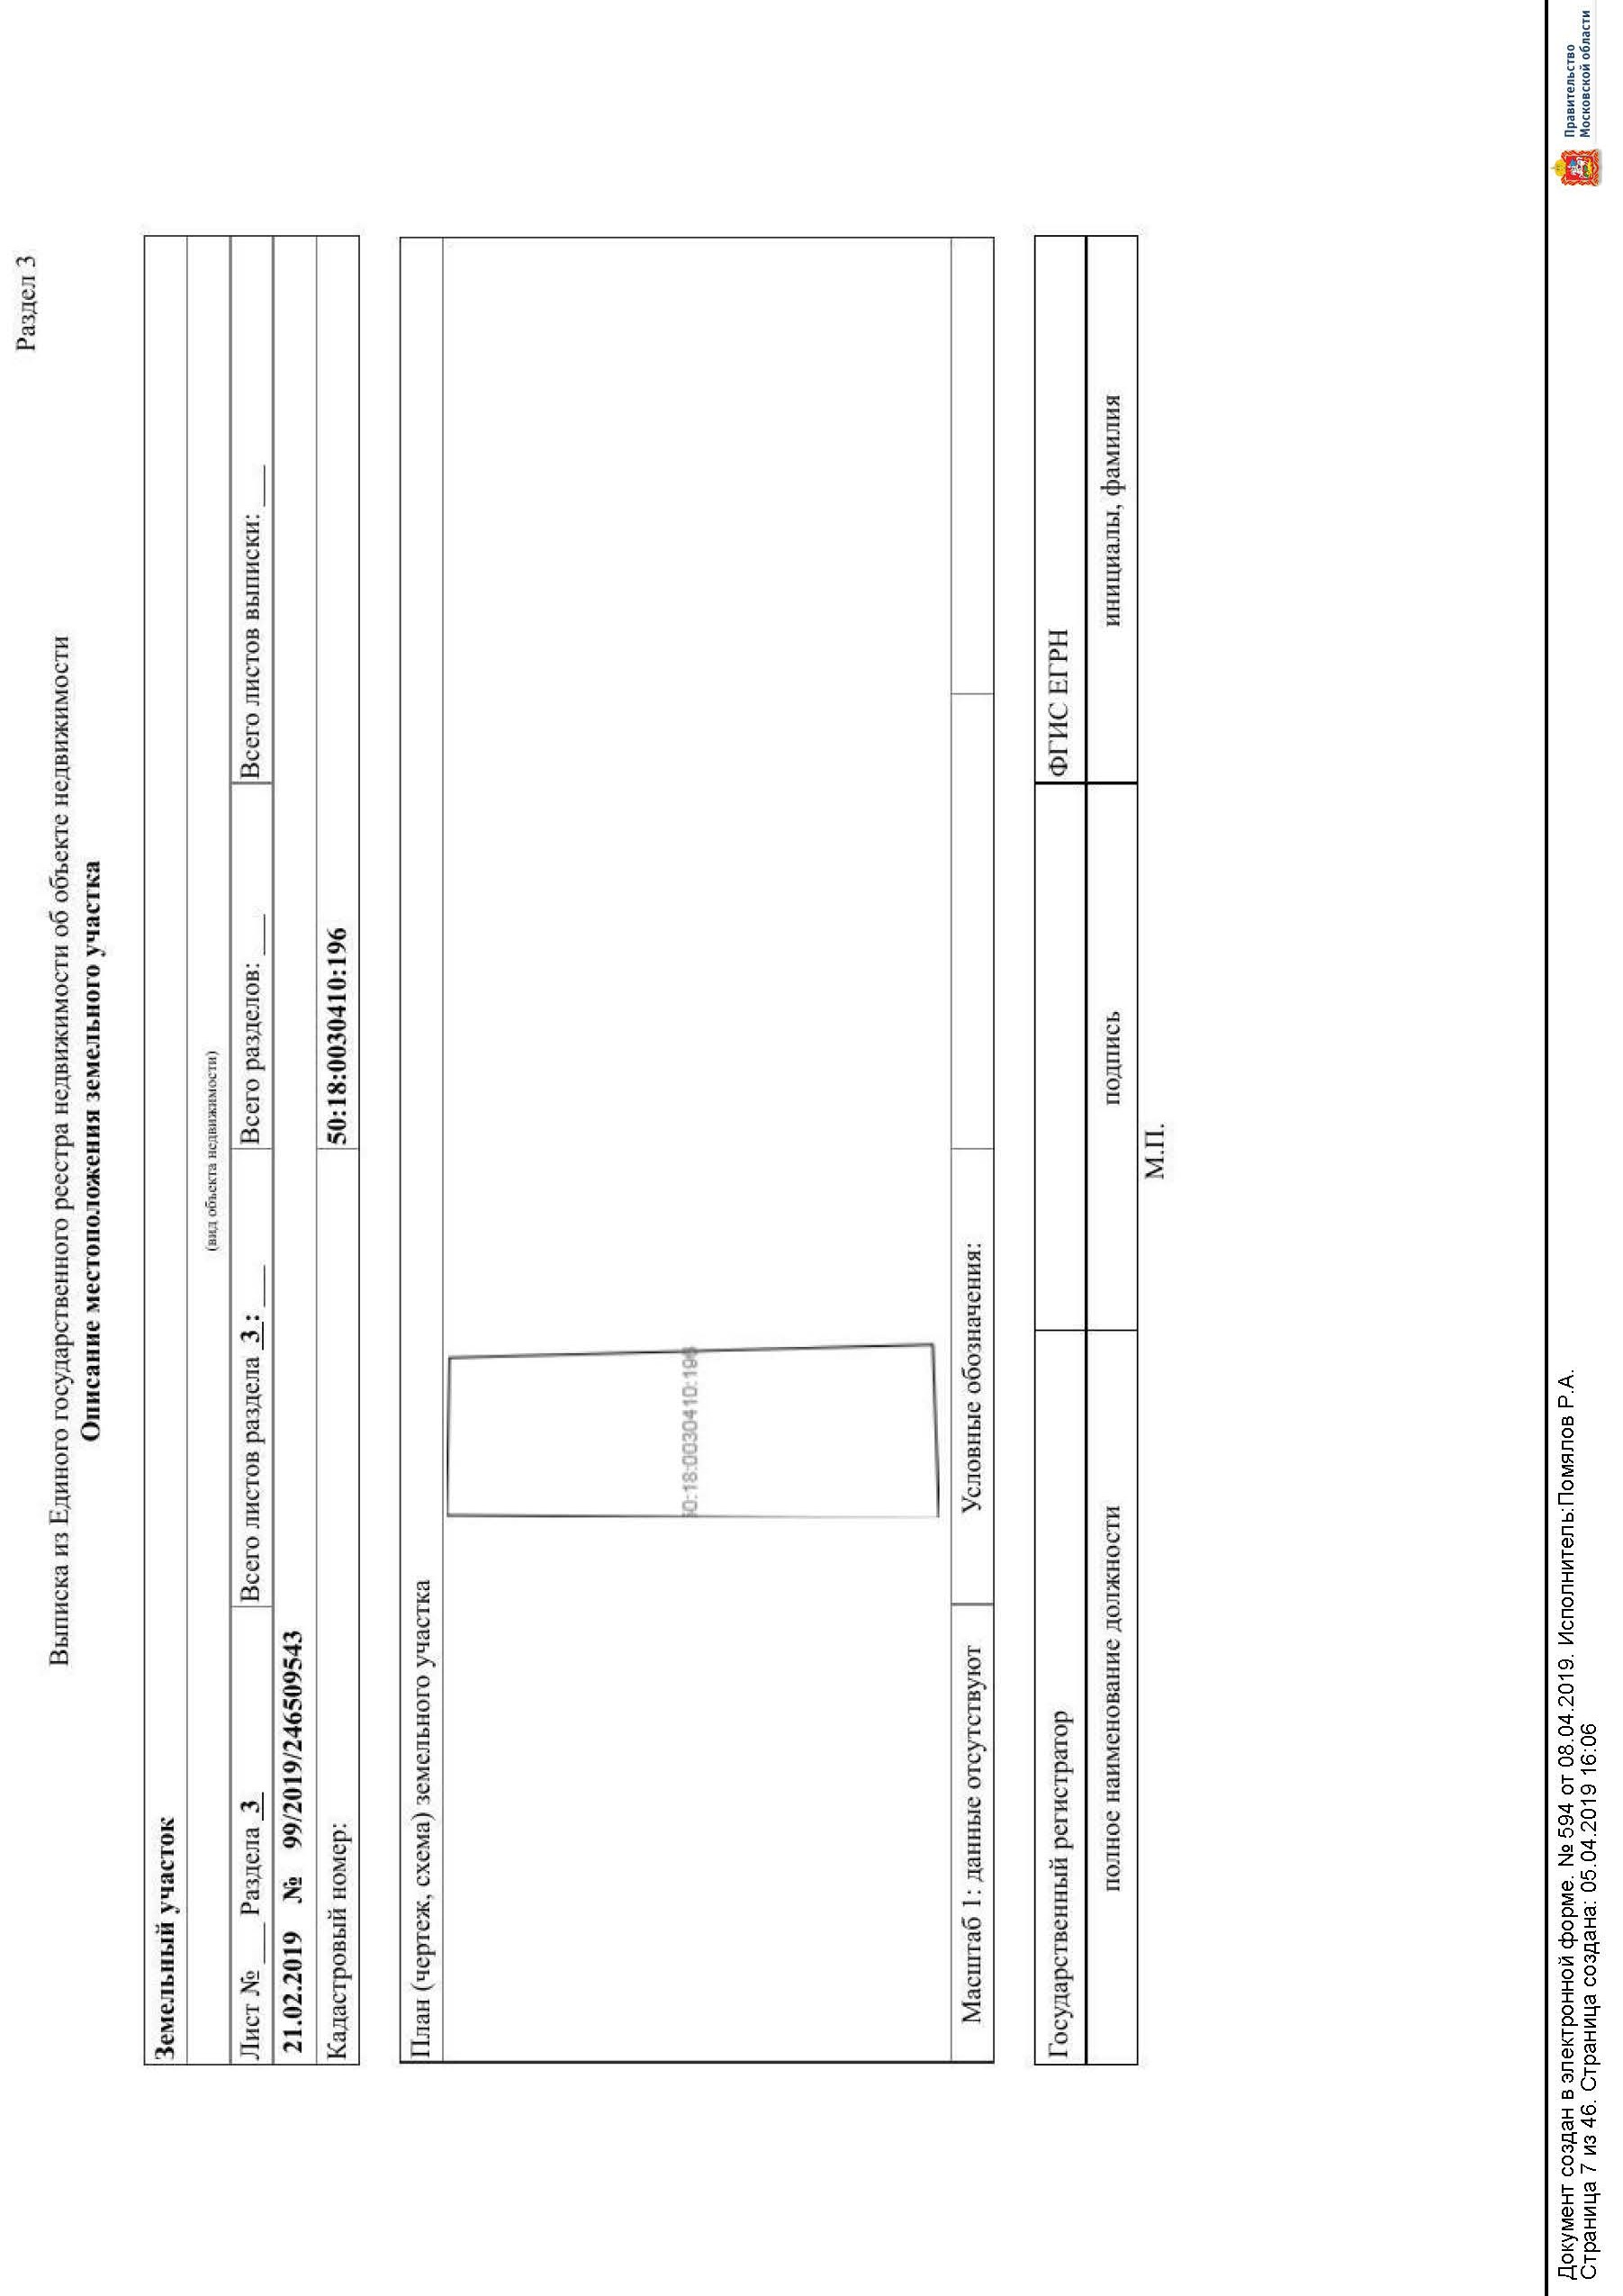 Раздел 3
Выписка из Единого государственного реестра недвижимости об объекте недвижимости
Описание местоположения земельного участка
Земельный участок
(вид объекта недвижимости)
Лист № ___ Раздела 3 Всего листов раздела 3 : ___ Всего разделов: ___ Всего листов выписки: ___
21.02.2019 № 99/2019/246509543
Кадастровый номер: 50:18:0030410:196
План (чертеж, схема) земельного участка
50:18:0030410:196
Масштаб 1: данные отсутствуют Условные обозначения:
Государственный регистратор ФГИС ЕГРН
полное наименование должности подпись инициалы, фамилия
М.П.
Документ создан в электронной форме. № 594 от 08.04.2019. Исполнитель:Помялов Р.А.
Страница 7 из 46. Страница создана: 05.04.2019 16:06
Правительство
Московской области